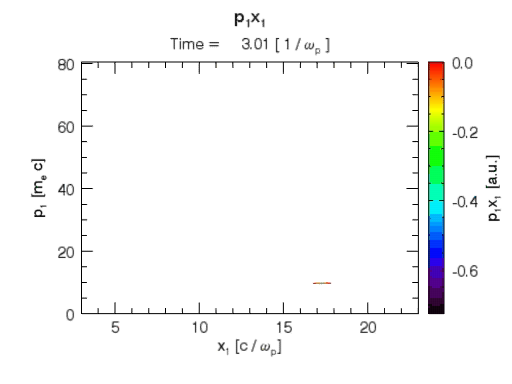 p₁x₁
Time = 3.01 [ 1 / ωₚ ]
80
60
40
20
0
p₁ [mₑ c]
5 10 15 20
x₁ [c / ωₚ]
0.0
-0.2
-0.4
-0.6
p₁x₁ [a.u.]